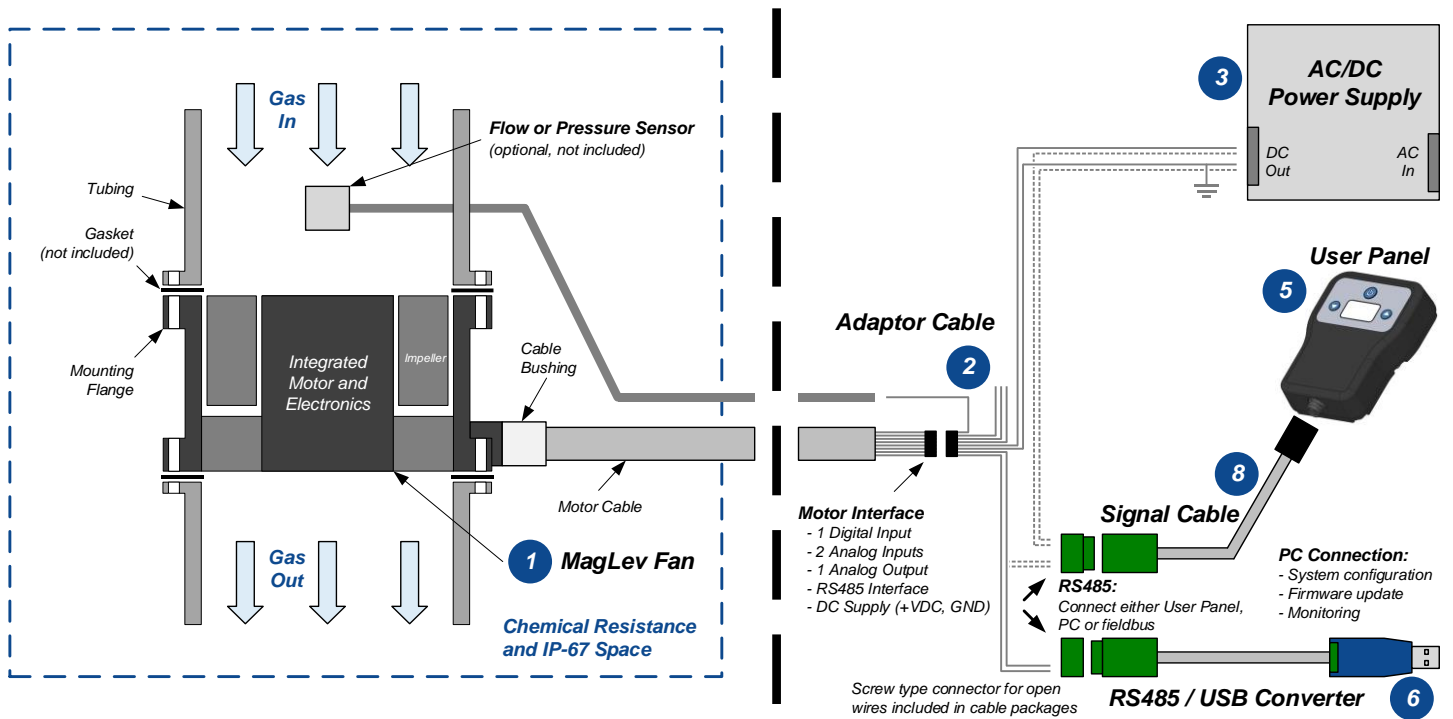 Gas
In
Flow or Pressure Sensor
(optional, not included)
Tubing
Gasket
(not included)
Mounting
Flange
Integrated
Motor and
Electronics
Impeller
Cable
Bushing
Motor Cable
1 MagLev Fan
Gas
Out
Chemical Resistance
and IP-67 Space
3
AC/DC
Power Supply
DC
Out
AC
In
User Panel
5
Adaptor Cable
2
Motor Interface
- 1 Digital Input
- 2 Analog Inputs
- 1 Analog Output
- RS485 Interface
- DC Supply (+VDC, GND)
8
Signal Cable
RS485:
Connect either User Panel,
PC or fieldbus
PC Connection:
- System configuration
- Firmware update
- Monitoring
Screw type connector for open
wires included in cable packages
RS485 / USB Converter
6